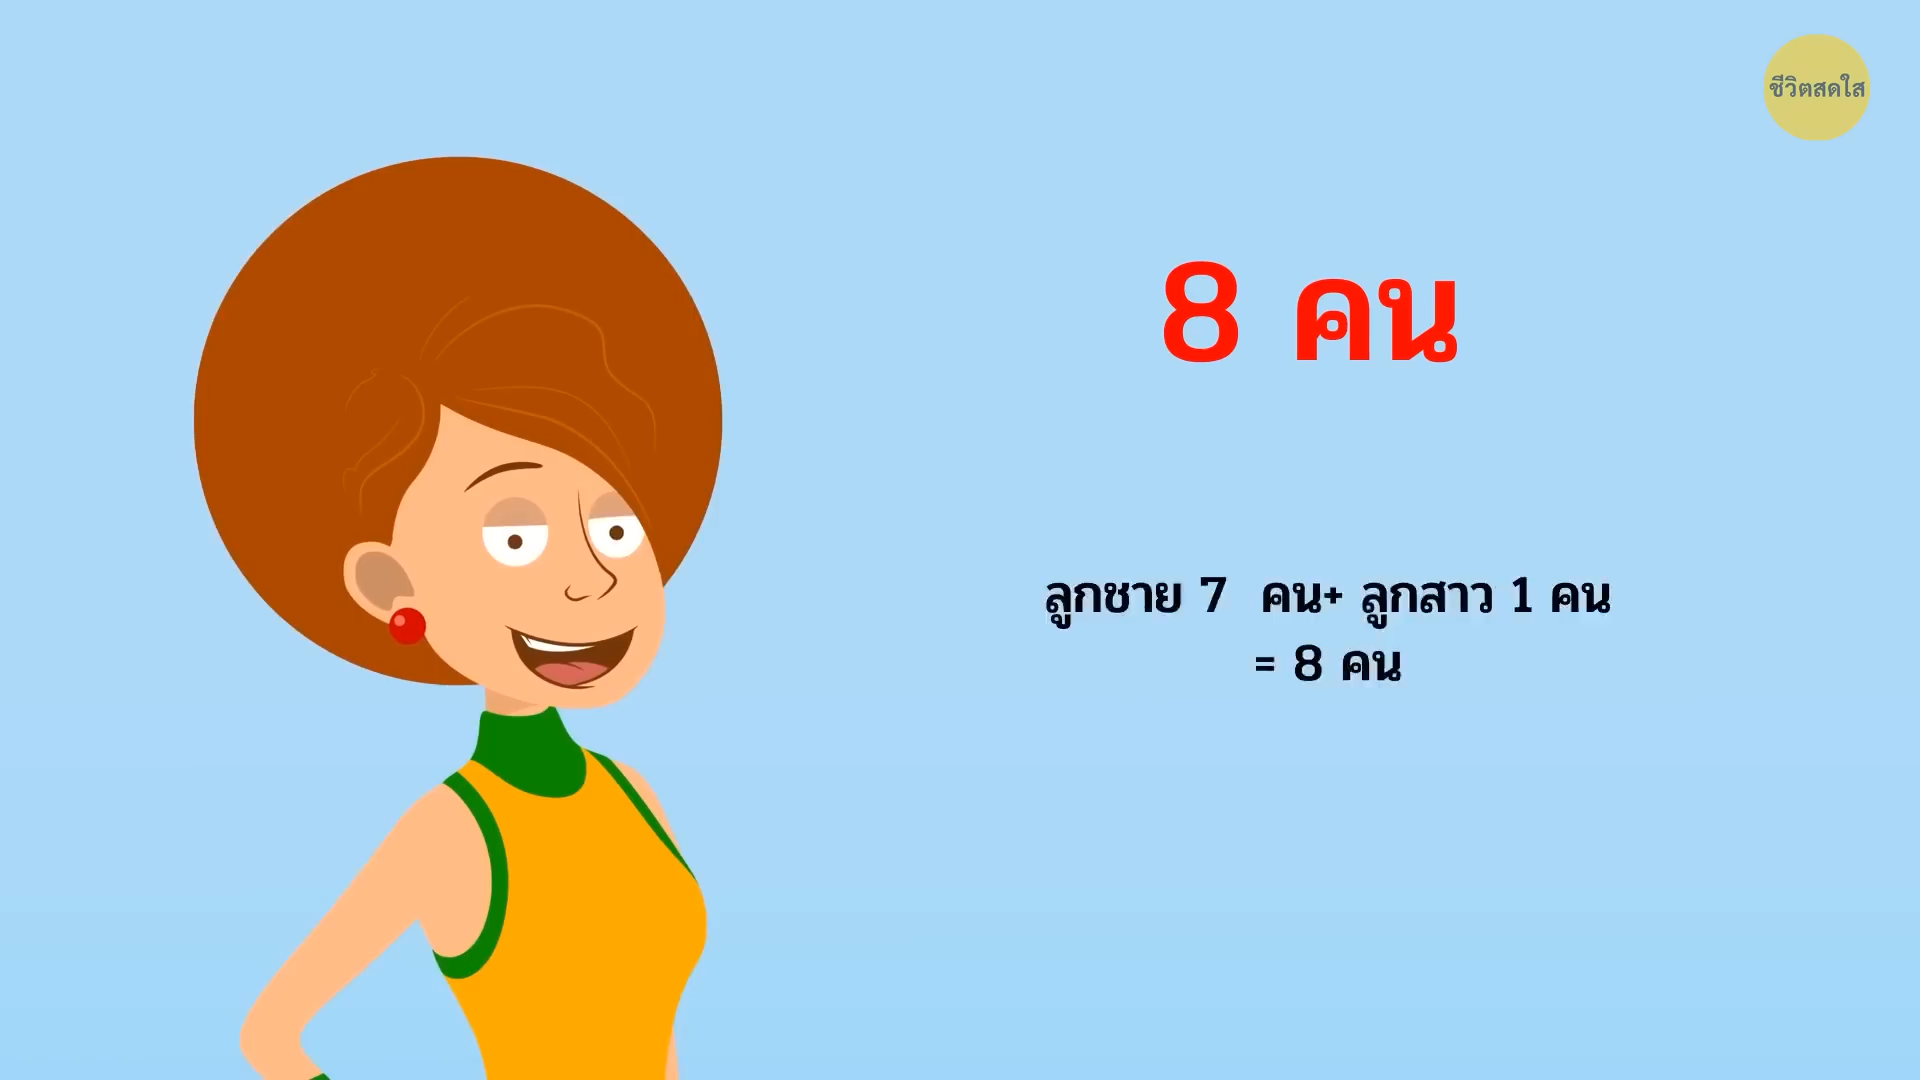 ชีวิตสดใส
8 คน
ลูกชาย 7 คน+ ลูกสาว 1 คน
= 8 คน